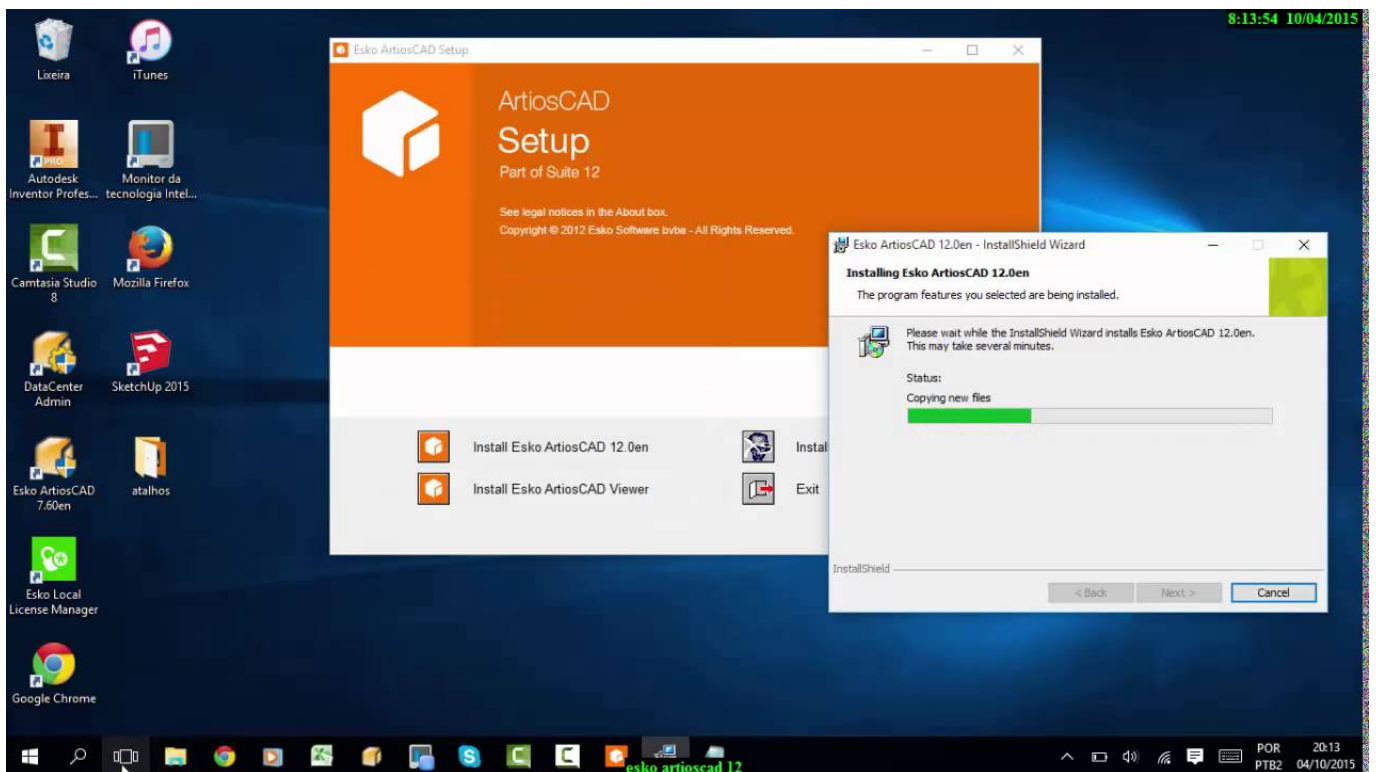 8:13:54 10/04/2015
Lixeira
iTunes
Autodesk
Inventor Profes...
Monitor da
tecnologia Intel...
Camtasia Studio
8
Mozilla Firefox
DataCenter
Admin
SketchUp 2015
Esko ArtiosCAD
7.60en
atalhos
Esko Local
License Manager
Google Chrome
Esko ArtiosCAD Setup
ArtiosCAD
Setup
Part of Suite 12
See legal notices in the About box.
Copyright © 2012 Esko Software bvba - All Rights Reserved.
Install Esko ArtiosCAD 12.0en
Instal
Install Esko ArtiosCAD Viewer
Exit
Esko ArtiosCAD 12.0en - InstallShield Wizard
Installing Esko ArtiosCAD 12.0en
The program features you selected are being installed.
Please wait while the InstallShield Wizard installs Esko ArtiosCAD 12.0en.
This may take several minutes.
Status:
Copying new files
InstallShield
< Back
Next >
Cancel
esko artioscad 12
POR
PTB2
20:13
04/10/2015